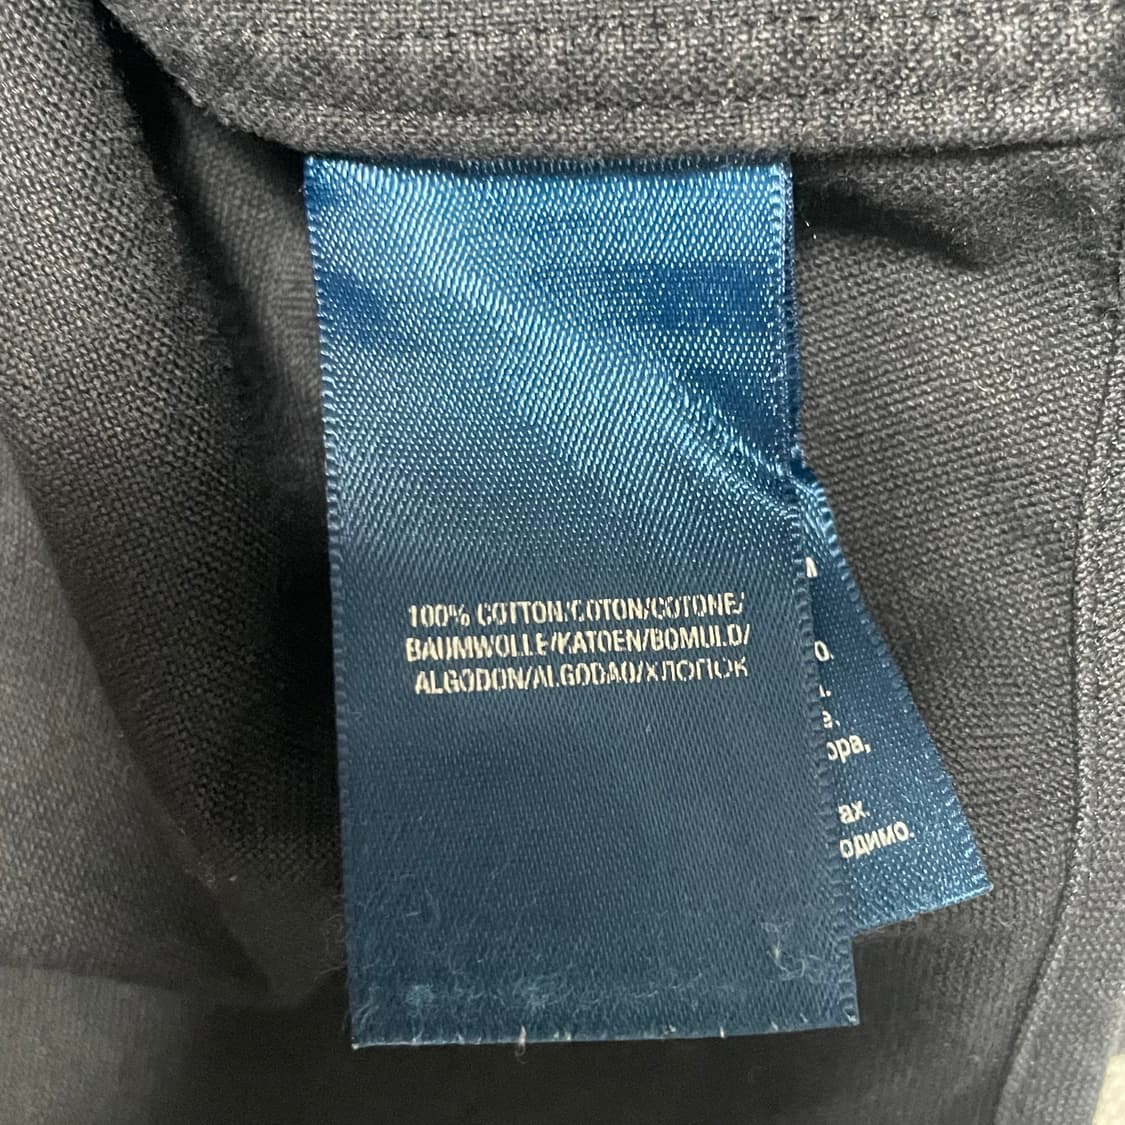 100% COTTON/COTON/COTONE/
BAUMWOLLE/KATOEN/BOMULD/
ALGODON/ALGODAO/ХЛОПОК